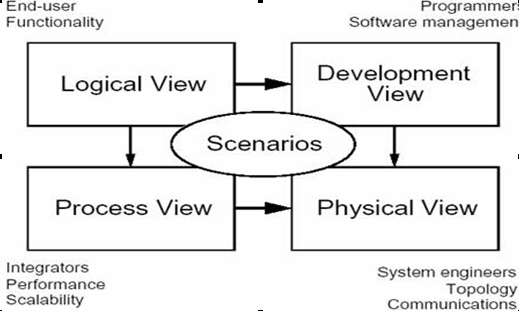 End-user
Functionality
Programmers
Software management
Logical View
Development
View
Scenarios
Process View
Physical View
Integrators
Performance
Scalability
System engineers
Topology
Communications